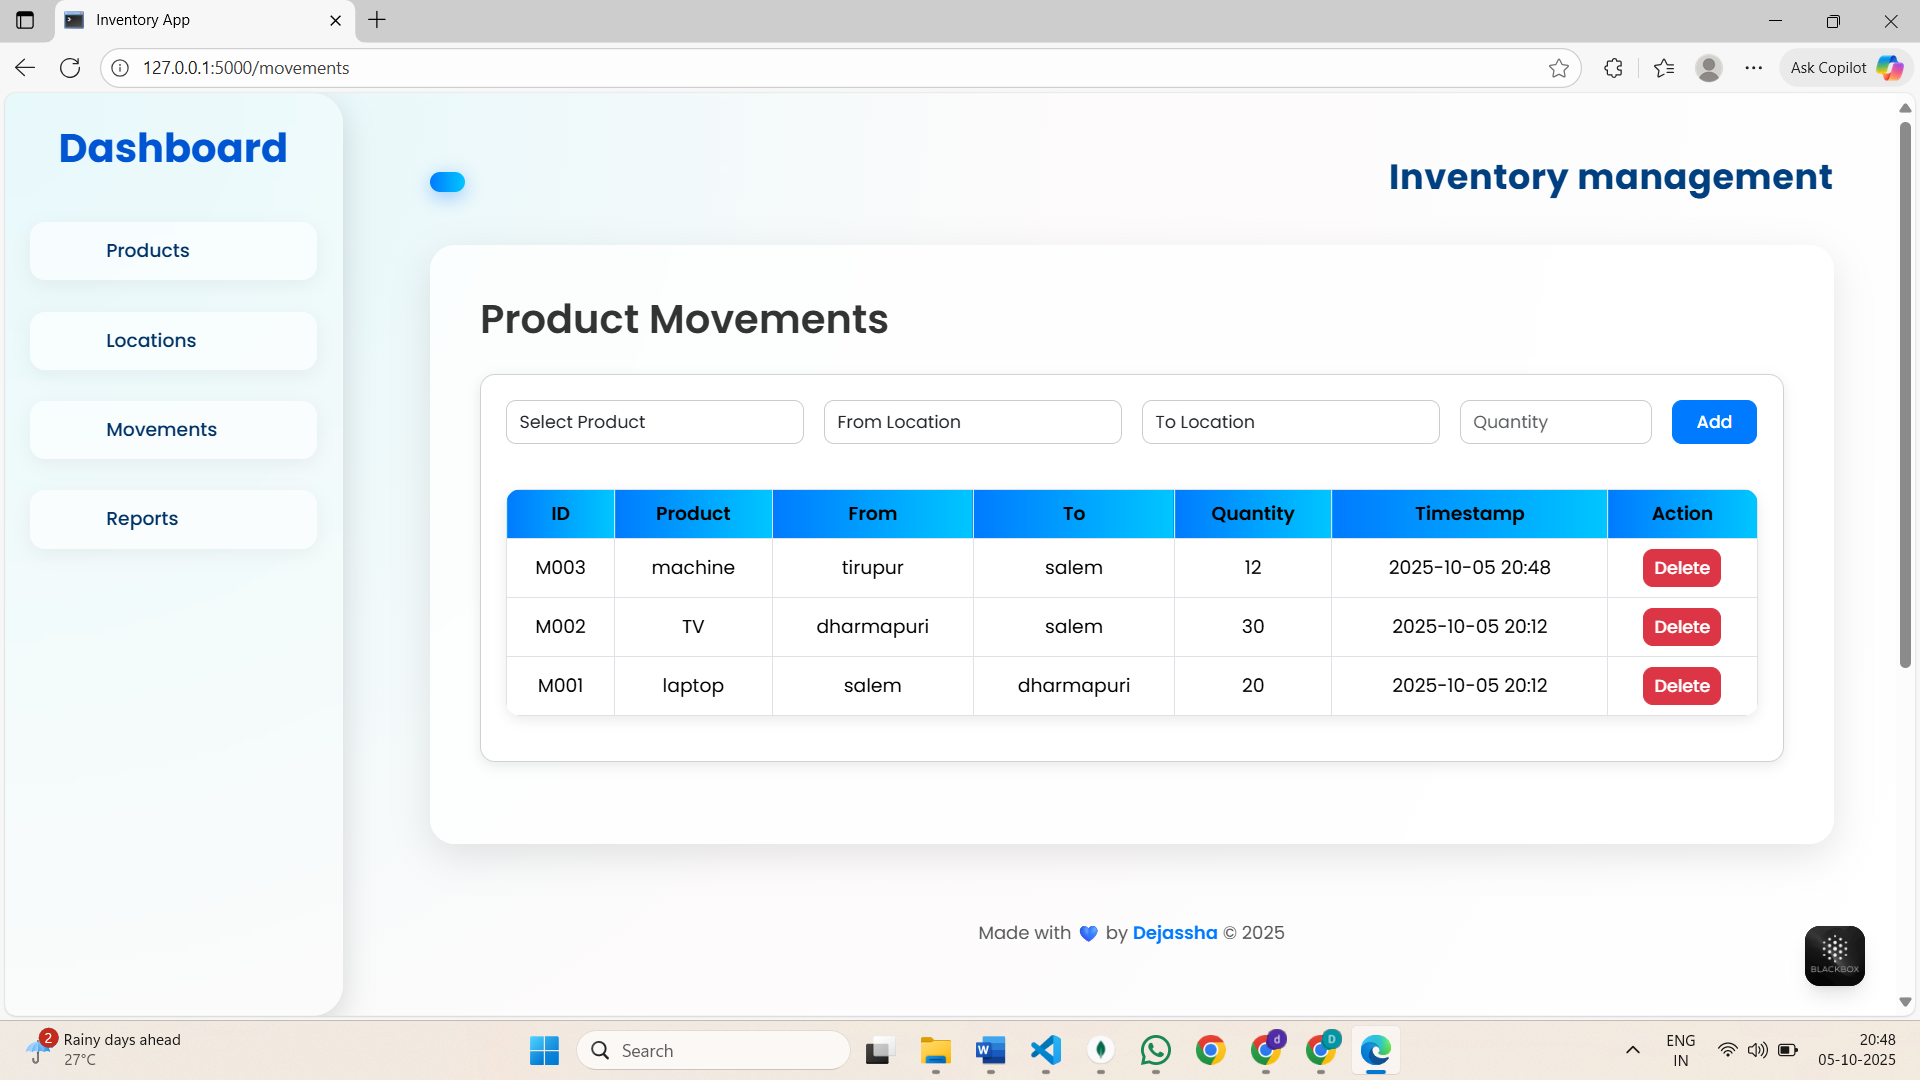 Inventory App
127.0.0.1:5000/movements
Ask Copilot
Dashboard
Products
Locations
Movements
Reports
Inventory management
Product Movements
Select Product From Location To Location Quantity Add
ID Product From To Quantity Timestamp Action
M003 machine tirupur salem 12 2025-10-05 20:48 Delete
M002 TV dharmapuri salem 30 2025-10-05 20:12 Delete
M001 laptop salem dharmapuri 20 2025-10-05 20:12 Delete
Made with 💙 by Dejassha © 2025
BLACKBOX
2
Rainy days ahead
27°C
Search
W
d
D
ENG
IN
20:48
05-10-2025